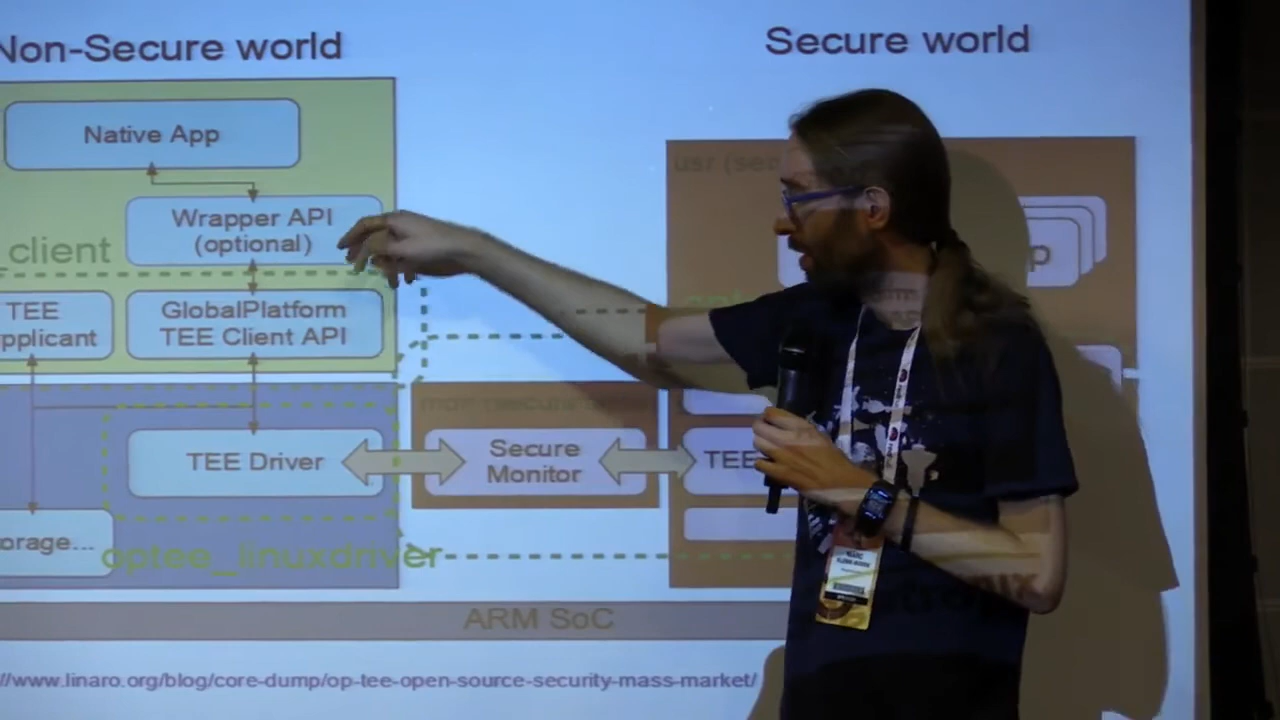 Non-Secure world
Secure world
Native App
usr (se
Wrapper API
(optional)
_client
p
TEE
pplicant
GlobalPlatform
TEE Client API
TEE Driver
Secure
Monitor
TEE
orage...
optee_linuxdriver
ARM SoC
//www.linaro.org/blog/core-dump/op-tee-open-source-security-mass-market/